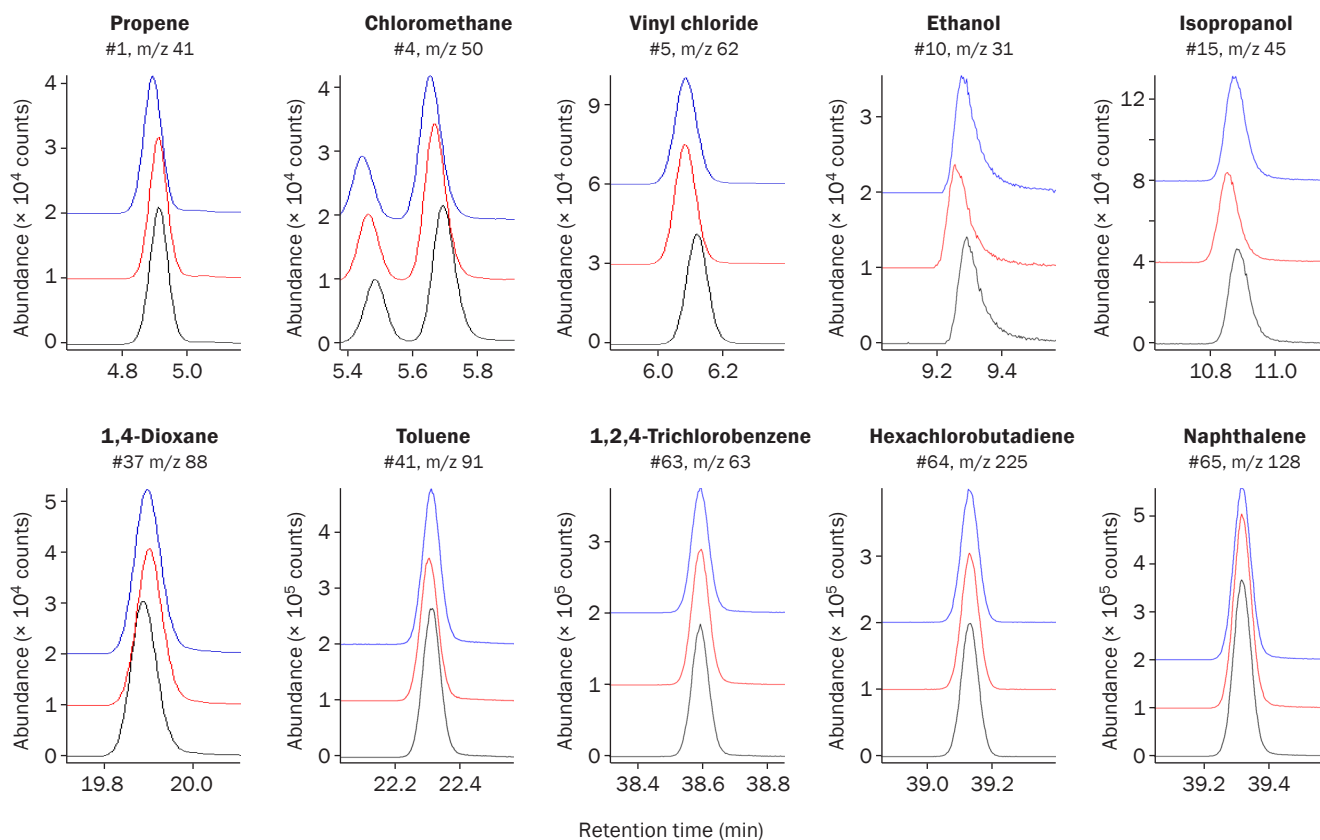 Propene
#1, m/z 41
Abundance (× 10⁴ counts)
4
3
2
1
0
4.8 5.0
Chloromethane
#4, m/z 50
Abundance (× 10⁴ counts)
4
3
2
1
0
5.4 5.6 5.8
Vinyl chloride
#5, m/z 62
Abundance (× 10⁴ counts)
9
6
3
0
6.0 6.2
Ethanol
#10, m/z 31
Abundance (× 10⁴ counts)
3
2
1
0
9.2 9.4
Isopropanol
#15, m/z 45
Abundance (× 10⁴ counts)
12
8
4
0
10.8 11.0
1,4-Dioxane
#37 m/z 88
Abundance (× 10⁴ counts)
5
4
3
2
1
0
19.8 20.0
Toluene
#41, m/z 91
Abundance (× 10⁵ counts)
4
3
2
1
0
22.2 22.4
1,2,4-Trichlorobenzene
#63, m/z 63
Abundance (× 10⁵ counts)
3
2
1
0
38.4 38.6 38.8
Hexachlorobutadiene
#64, m/z 225
Abundance (× 10⁵ counts)
3
2
1
0
39.0 39.2
Naphthalene
#65, m/z 128
Abundance (× 10⁵ counts)
5
4
3
2
1
0
39.2 39.4
Retention time (min)